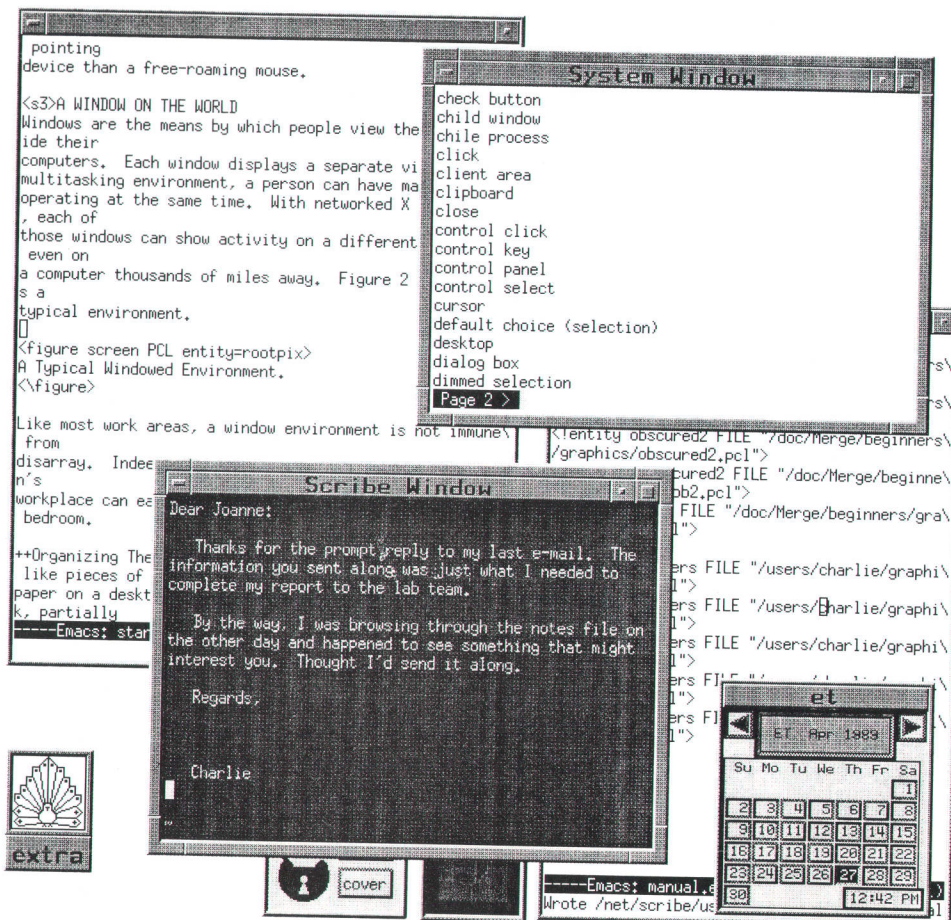 pointing
device than a free-roaming mouse.
<s3>A WINDOW ON THE WORLD
Windows are the means by which people view the
ide their
computers.  Each window displays a separate vi
multitasking environment, a person can have ma
operating at the same time.  With networked X
, each of
those windows can show activity on a different
even on
a computer thousands of miles away.  Figure 2
s a
typical environment.
<figure screen PCL entity=rootpix>
A Typical Windowed Environment.
<\figure>
Like most work areas, a window environment is not immune\
from
disarray.  Indee
n's
workplace can ea
bedroom.
++Organizing The
like pieces of
paper on a deskt
k, partially
-----Emacs: star
System Window
check button
child window
chile process
click
client area
clipboard
close
control click
control key
control panel
control select
cursor
default choice (selection)
desktop
dialog box
dimmed selection
Page 2 >
rs\
rs\
<!entity obscured2 FILE "/doc/Merge/beginners\
/graphics/obscured2.pcl">
cured2 FILE "/doc/Merge/beginne\
ob2.pcl">
FILE "/doc/Merge/beginners/gra\
l">
ers FILE "/users/charlie/graphi\
l">
ers FILE "/users/charlie/graphi\
l">
ers FILE "/users/charlie/graphi\
l">
ers
l">
ers
l">
Scribe Window
Dear Joanne:
Thanks for the prompt reply to my last e-mail.  The
information you sent along was just what I needed to
complete my report to the lab team.
By the way, I was browsing through the notes file on
the other day and happened to see something that might
interest you.  Thought I'd send it along.
Regards,
Charlie
~
et
ET Apr 1989
Su Mo Tu We Th Fr Sa
1
2 3 4 5 6 7 8
9 10 11 12 13 14 15
16 17 18 19 20 21 22
23 24 25 26 27 28 29
30
12:42 PM
extra
cover
-----Emacs: manual.e
Wrote /net/scribe/us